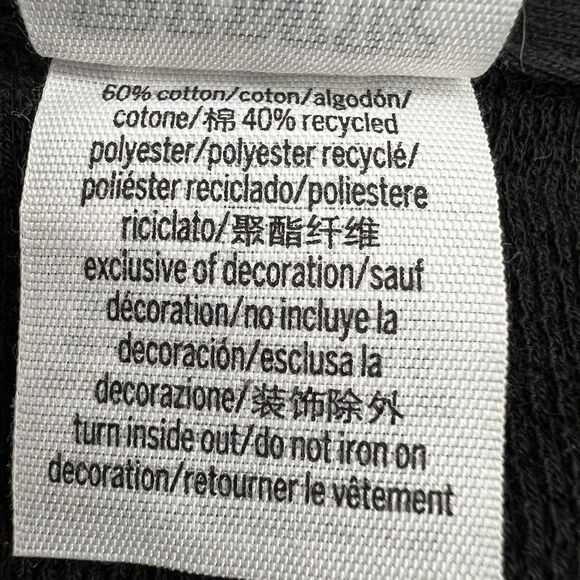 60% cotton/coton/algodón/
cotone/棉 40% recycled
polyester/polyester recyclé/
poliéster reciclado/poliestere
riciclato/聚酯纤维
exclusive of decoration/sauf
décoration/no incluye la
decoración/esclusa la
decorazione/装饰除外
turn inside out/do not iron on
decoration/retourner le vêtement